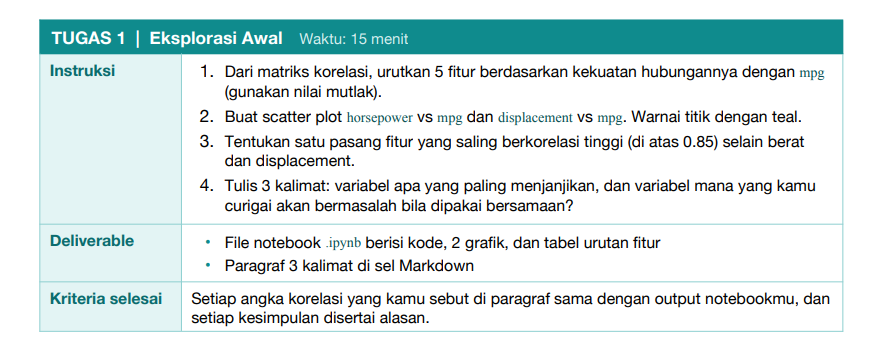 TUGAS 1 | Eksplorasi Awal Waktu: 15 menit
Instruksi
1. Dari matriks korelasi, urutkan 5 fitur berdasarkan kekuatan hubungannya dengan mpg
(gunakan nilai mutlak).
2. Buat scatter plot horsepower vs mpg dan displacement vs mpg. Warnai titik dengan teal.
3. Tentukan satu pasang fitur yang saling berkorelasi tinggi (di atas 0.85) selain berat
dan displacement.
4. Tulis 3 kalimat: variabel apa yang paling menjanjikan, dan variabel mana yang kamu
curigai akan bermasalah bila dipakai bersamaan?
Deliverable
• File notebook .ipynb berisi kode, 2 grafik, dan tabel urutan fitur
• Paragraf 3 kalimat di sel Markdown
Kriteria selesai
Setiap angka korelasi yang kamu sebut di paragraf sama dengan output notebookmu, dan
setiap kesimpulan disertai alasan.